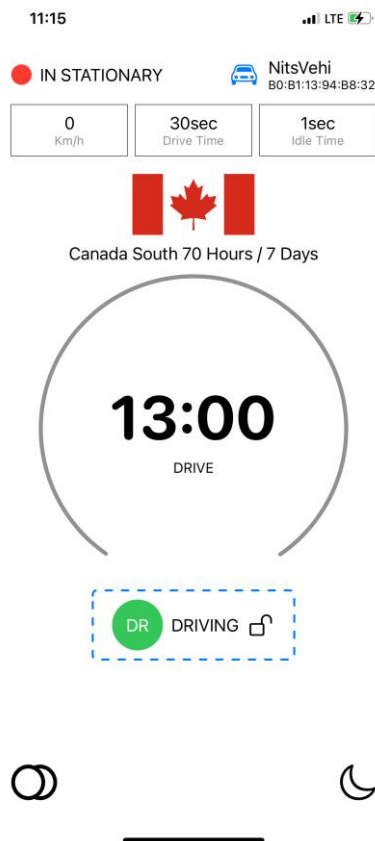 11:15 LTE
IN STATIONARY NitsVehi
B0:B1:13:94:B8:32
0 30sec 1sec
Km/h Drive Time Idle Time
Canada South 70 Hours / 7 Days
13:00
DRIVE
DR DRIVING